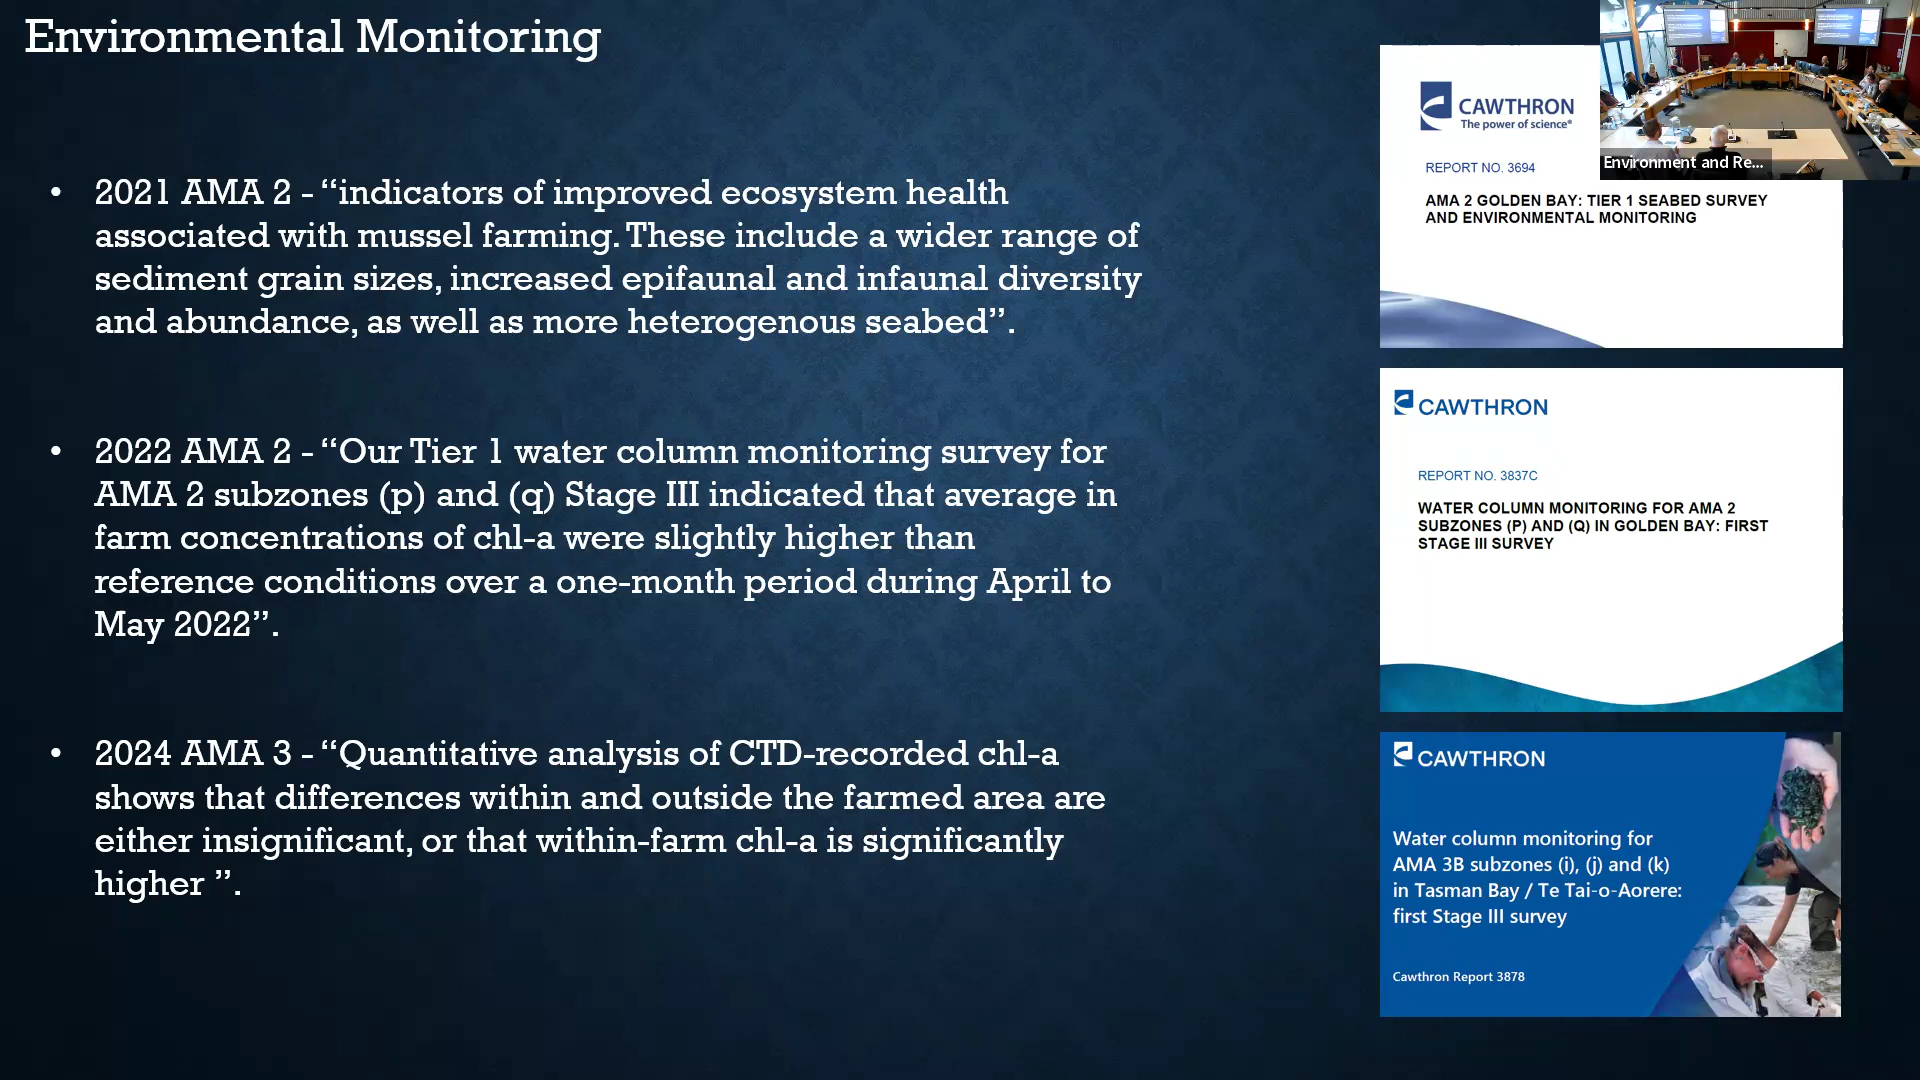 Environmental Monitoring
• 2021 AMA 2 - “indicators of improved ecosystem health
associated with mussel farming. These include a wider range of
sediment grain sizes, increased epifaunal and infaunal diversity
and abundance, as well as more heterogenous seabed”.
• 2022 AMA 2 - “Our Tier 1 water column monitoring survey for
AMA 2 subzones (p) and (q) Stage III indicated that average in
farm concentrations of chl-a were slightly higher than
reference conditions over a one-month period during April to
May 2022”.
• 2024 AMA 3 - “Quantitative analysis of CTD-recorded chl-a
shows that differences within and outside the farmed area are
either insignificant, or that within-farm chl-a is significantly
higher ”.
CAWTHRON
The power of science®
REPORT NO. 3694
AMA 2 GOLDEN BAY: TIER 1 SEABED SURVEY
AND ENVIRONMENTAL MONITORING
Environment and Re...
CAWTHRON
REPORT NO. 3837C
WATER COLUMN MONITORING FOR AMA 2
SUBZONES (P) AND (Q) IN GOLDEN BAY: FIRST
STAGE III SURVEY
CAWTHRON
Water column monitoring for
AMA 3B subzones (i), (j) and (k)
in Tasman Bay / Te Tai-o-Aorere:
first Stage III survey
Cawthron Report 3878